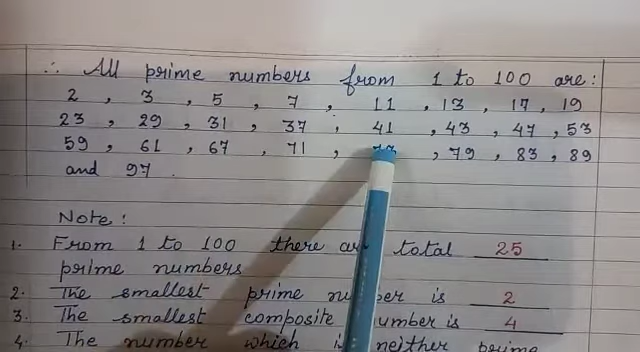 ∴ All prime numbers from 1 to 100 are:
2, 3, 5, 7, 11, 13, 17, 19
23, 29, 31, 37, 41, 43, 47, 53
59, 61, 67, 71, , 79, 83, 89
and 97.
Note:
1. From 1 to 100 there are total 25
prime numbers
2. The smallest prime number is 2
3. The smallest composite number is 4
4. The number which is neither prime